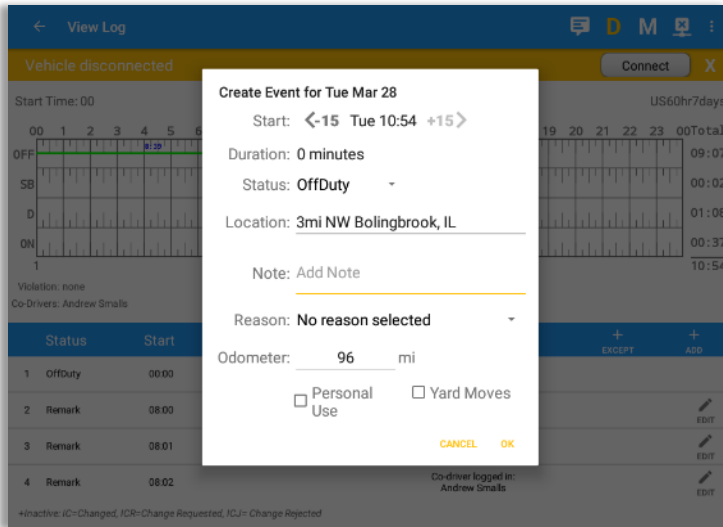 ← View Log D M
Vehicle disconnected Connect X
Start Time: 00 US60hr7days
Create Event for Tue Mar 28
Start: <-15 Tue 10:54 +15>
00 1 2 3 4 5 6 19 20 21 22 23 00Total
OFF 8:20 09:07
Duration: 0 minutes
SB 00:02
Status: OffDuty
D 01:08
Location: 3mi NW Bolingbrook, IL
ON 00:37
1 10:54
Note: Add Note
Violation: none
Co-Drivers: Andrew Smalls
Reason: No reason selected
Status Start + EXCEPT + ADD
Odometer: 96 mi
1 OffDuty 00:00
Personal Use Yard Moves
2 Remark 08:00 EDIT
CANCEL OK
3 Remark 08:01 EDIT
4 Remark 08:02 Co-driver logged in: EDIT
Andrew Smalls
+Inactive: IC=Changed, ICR=Change Requested, ICJ= Change Rejected